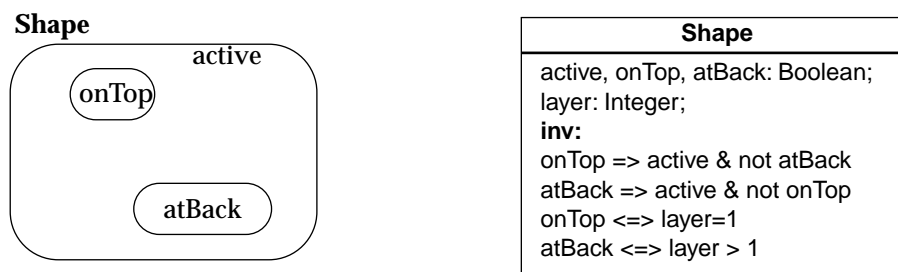 Shape
active
onTop
atBack
Shape
active, onTop, atBack: Boolean;
layer: Integer;
inv:
onTop => active & not atBack
atBack => active & not onTop
onTop <=> layer=1
atBack <=> layer > 1